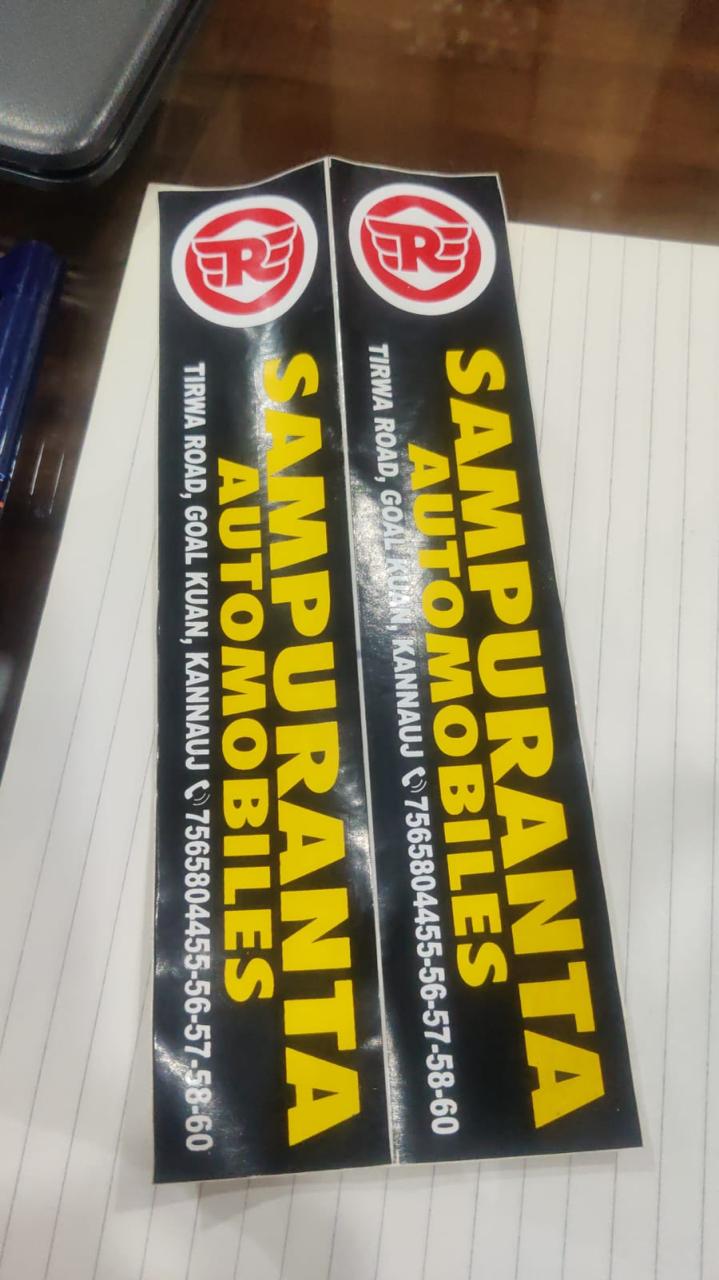 R
SAMPURANTA
AUTOMOBILES
TIRWA ROAD, GOAL KUAN, KANNAUJ 7565804455-56-57-58-60
R
SAMPURANTA
AUTOMOBILES
TIRWA ROAD, GOAL KUAN, KANNAUJ 7565804455-56-57-58-60